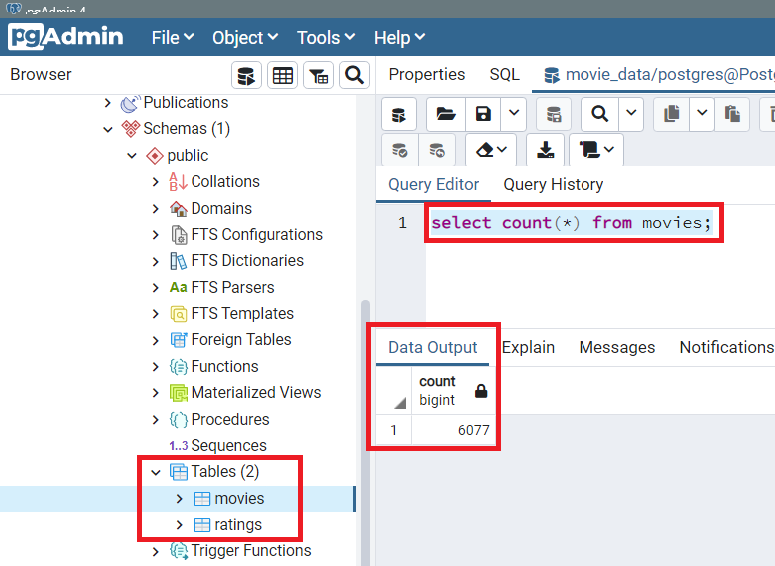 pgAdmin 4
pgAdmin File Object Tools Help
Browser
Properties SQL movie_data/postgres@Post
Publications
Schemas (1)
public
Collations
Domains
FTS Configurations
FTS Dictionaries
Aa FTS Parsers
FTS Templates
Foreign Tables
Functions
Materialized Views
Procedures
1..3 Sequences
Tables (2)
movies
ratings
Trigger Functions
Query Editor Query History
1 select count(*) from movies;
Data Output Explain Messages Notifications
count
bigint
1 6077